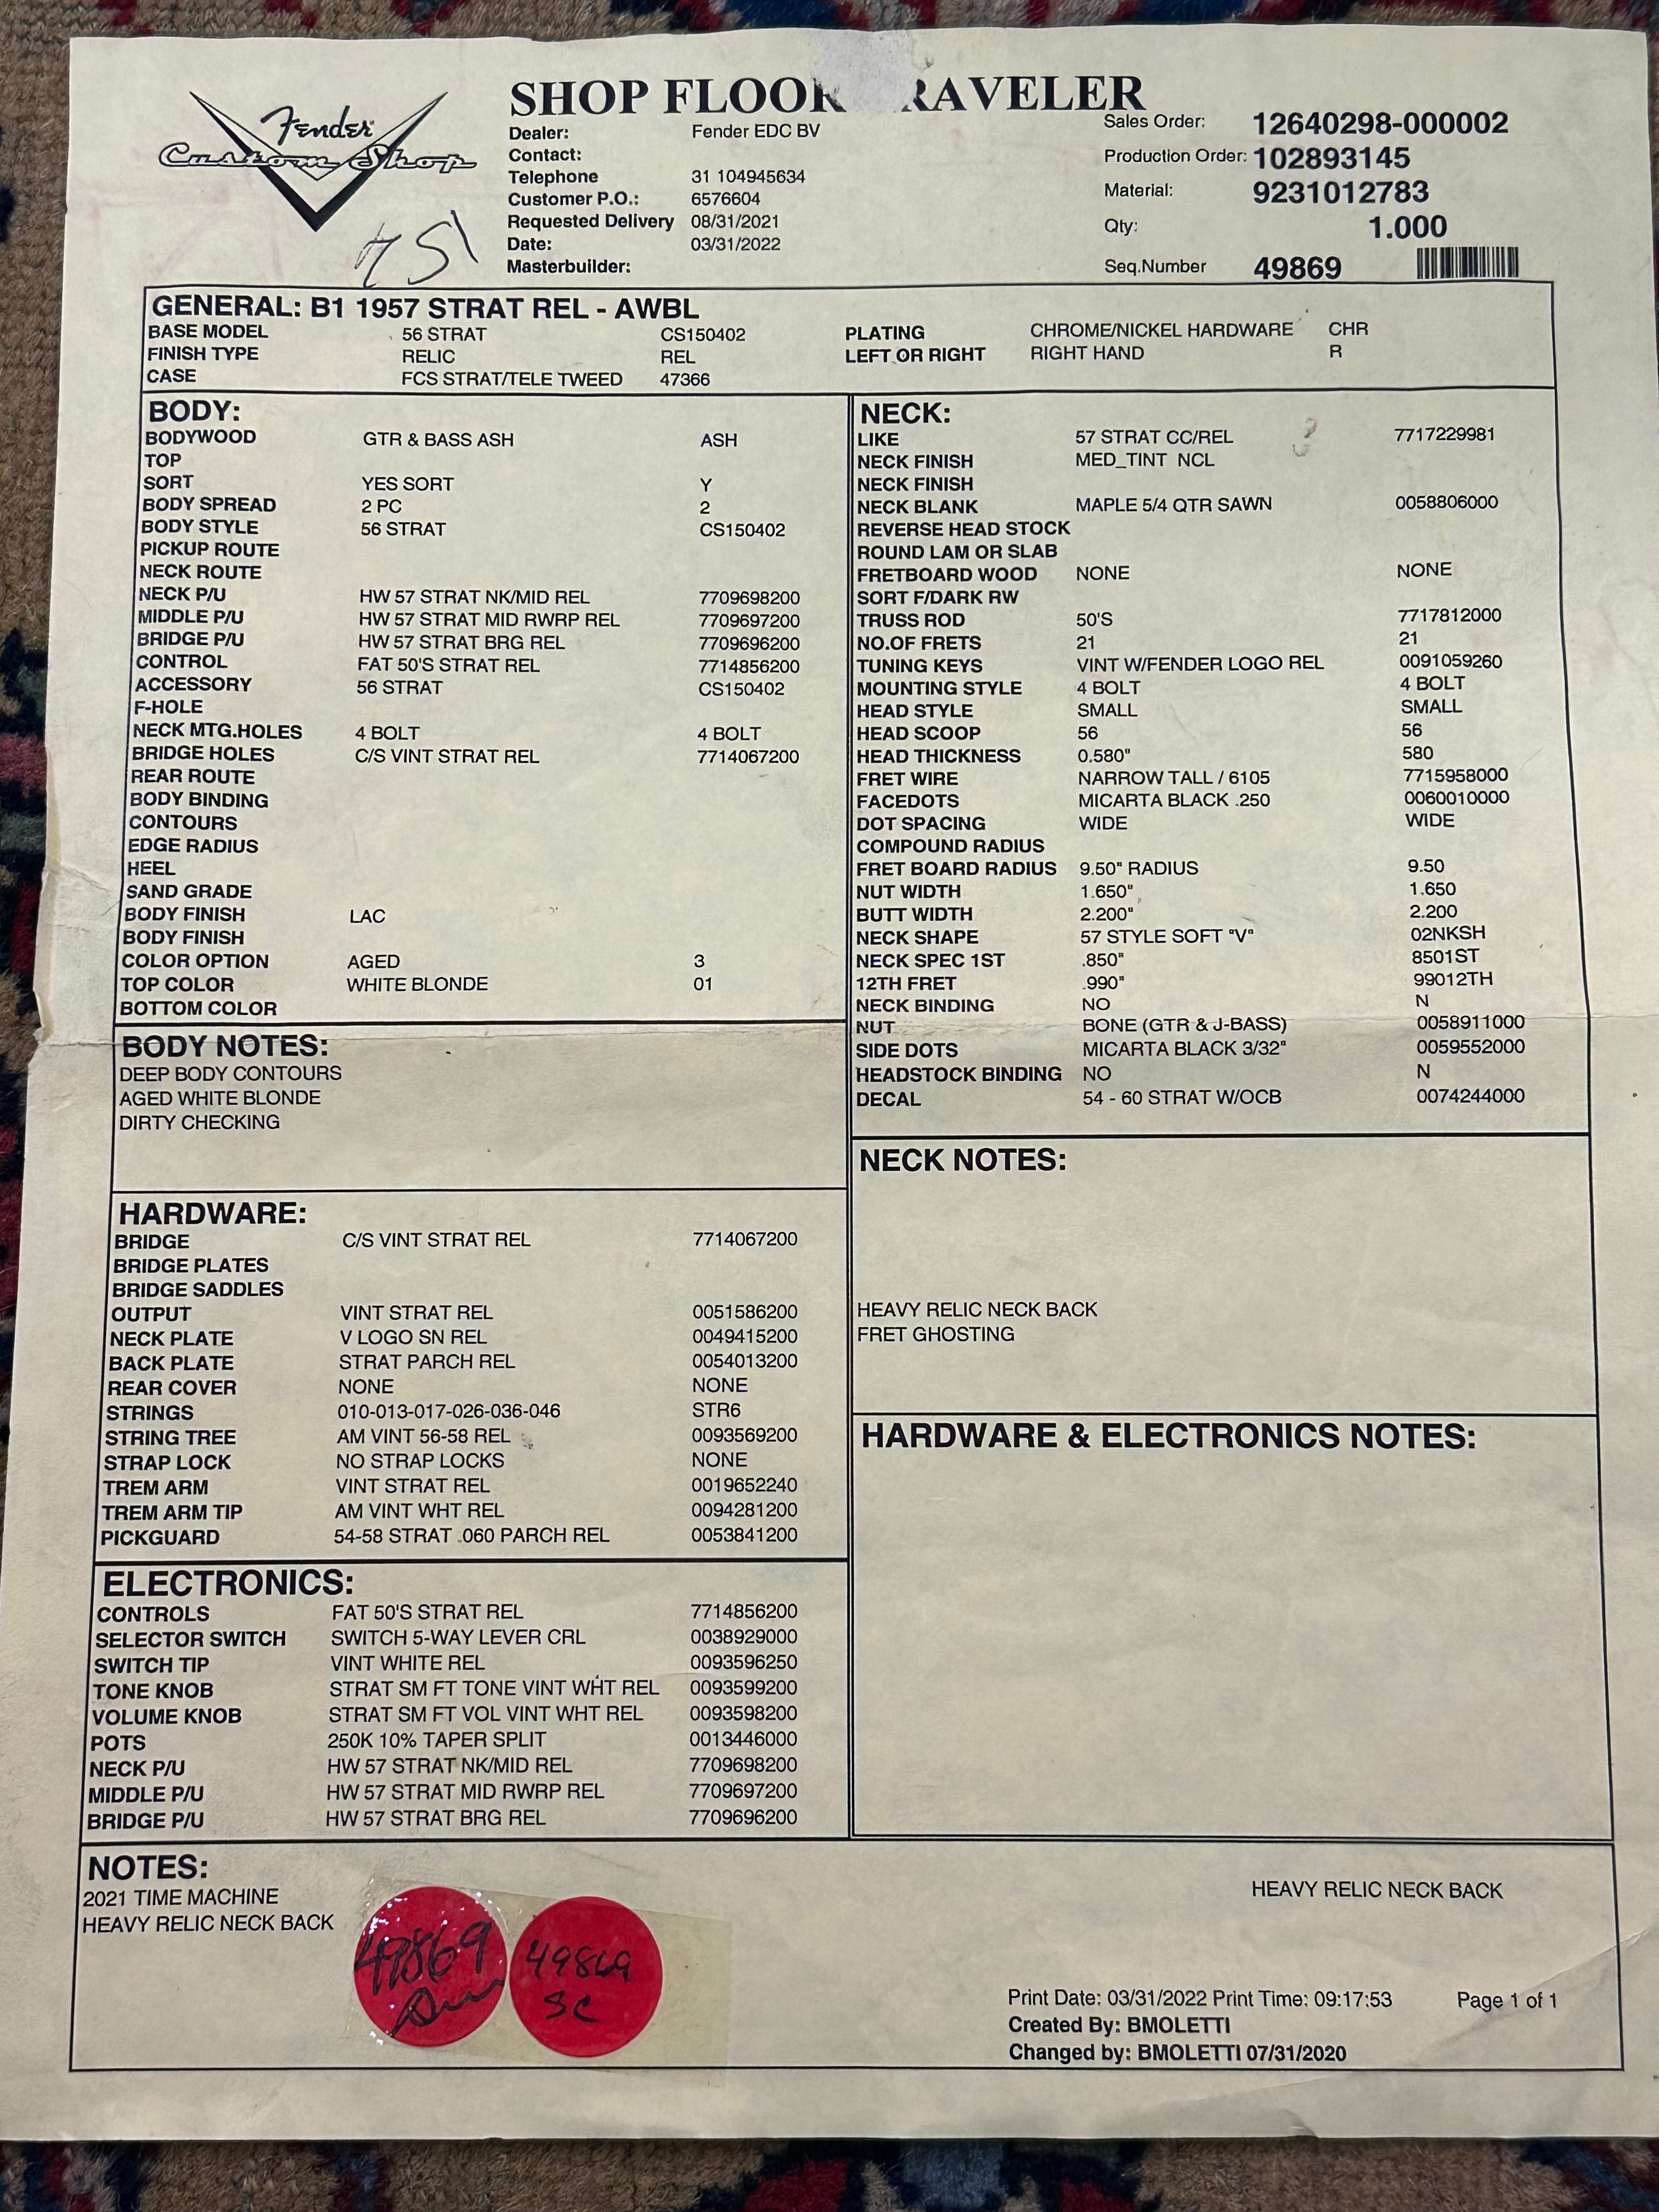 Fender
Custom Shop
751
SHOP FLOOR RAVELER
Dealer: Fender EDC BV
Contact:
Telephone 31 104945634
Customer P.O.: 6576604
Requested Delivery 08/31/2021
Date: 03/31/2022
Masterbuilder:
Sales Order: 12640298-000002
Production Order: 102893145
Material: 9231012783
Qty: 1.000
Seq.Number 49869
GENERAL: B1 1957 STRAT REL - AWBL
BASE MODEL 56 STRAT CS150402 PLATING CHROME/NICKEL HARDWARE CHR
FINISH TYPE RELIC REL LEFT OR RIGHT RIGHT HAND R
CASE FCS STRAT/TELE TWEED 47366
BODY:
BODYWOOD GTR & BASS ASH ASH
TOP
SORT YES SORT Y
BODY SPREAD 2 PC 2
BODY STYLE 56 STRAT CS150402
PICKUP ROUTE
NECK ROUTE
NECK P/U HW 57 STRAT NK/MID REL 7709698200
MIDDLE P/U HW 57 STRAT MID RWRP REL 7709697200
BRIDGE P/U HW 57 STRAT BRG REL 7709696200
CONTROL FAT 50'S STRAT REL 7714856200
ACCESSORY 56 STRAT CS150402
F-HOLE
NECK MTG.HOLES 4 BOLT 4 BOLT
BRIDGE HOLES C/S VINT STRAT REL 7714067200
REAR ROUTE
BODY BINDING
CONTOURS
EDGE RADIUS
HEEL
SAND GRADE
BODY FINISH LAC
BODY FINISH
COLOR OPTION AGED 3
TOP COLOR WHITE BLONDE 01
BOTTOM COLOR
BODY NOTES:
DEEP BODY CONTOURS
AGED WHITE BLONDE
DIRTY CHECKING
HARDWARE:
BRIDGE C/S VINT STRAT REL 7714067200
BRIDGE PLATES
BRIDGE SADDLES
OUTPUT VINT STRAT REL 0051586200
NECK PLATE V LOGO SN REL 0049415200
BACK PLATE STRAT PARCH REL 0054013200
REAR COVER NONE NONE
STRINGS 010-013-017-026-036-046 STR6
STRING TREE AM VINT 56-58 REL 0093569200
STRAP LOCK NO STRAP LOCKS NONE
TREM ARM VINT STRAT REL 0019652240
TREM ARM TIP AM VINT WHT REL 0094281200
PICKGUARD 54-58 STRAT .060 PARCH REL 0053841200
ELECTRONICS:
CONTROLS FAT 50'S STRAT REL 7714856200
SELECTOR SWITCH SWITCH 5-WAY LEVER CRL 0038929000
SWITCH TIP VINT WHITE REL 0093596250
TONE KNOB STRAT SM FT TONE VINT WHT REL 0093599200
VOLUME KNOB STRAT SM FT VOL VINT WHT REL 0093598200
POTS 250K 10% TAPER SPLIT 0013446000
NECK P/U HW 57 STRAT NK/MID REL 7709698200
MIDDLE P/U HW 57 STRAT MID RWRP REL 7709697200
BRIDGE P/U HW 57 STRAT BRG REL 7709696200
NECK:
LIKE 57 STRAT CC/REL 7717229981
NECK FINISH MED_TINT NCL
NECK FINISH
NECK BLANK MAPLE 5/4 QTR SAWN 0058806000
REVERSE HEAD STOCK
ROUND LAM OR SLAB
FRETBOARD WOOD NONE NONE
SORT F/DARK RW
TRUSS ROD 50'S 7717812000
NO.OF FRETS 21 21
TUNING KEYS VINT W/FENDER LOGO REL 0091059260
MOUNTING STYLE 4 BOLT 4 BOLT
HEAD STYLE SMALL SMALL
HEAD SCOOP 56 56
HEAD THICKNESS 0.580" 580
FRET WIRE NARROW TALL / 6105 7715958000
FACEDOTS MICARTA BLACK .250 0060010000
DOT SPACING WIDE WIDE
COMPOUND RADIUS
FRET BOARD RADIUS 9.50" RADIUS 9.50
NUT WIDTH 1.650" 1.650
BUTT WIDTH 2.200" 2.200
NECK SHAPE 57 STYLE SOFT "V" 02NKSH
NECK SPEC 1ST .850" 8501ST
12TH FRET .990" 99012TH
NECK BINDING NO N
NUT BONE (GTR & J-BASS) 0058911000
SIDE DOTS MICARTA BLACK 3/32" 0059552000
HEADSTOCK BINDING NO N
DECAL 54 - 60 STRAT W/OCB 0074244000
NECK NOTES:
HEAVY RELIC NECK BACK
FRET GHOSTING
HARDWARE & ELECTRONICS NOTES:
NOTES:
2021 TIME MACHINE
HEAVY RELIC NECK BACK
HEAVY RELIC NECK BACK
49869
49869
SC
Print Date: 03/31/2022 Print Time: 09:17:53 Page 1 of 1
Created By: BMOLETTI
Changed by: BMOLETTI 07/31/2020